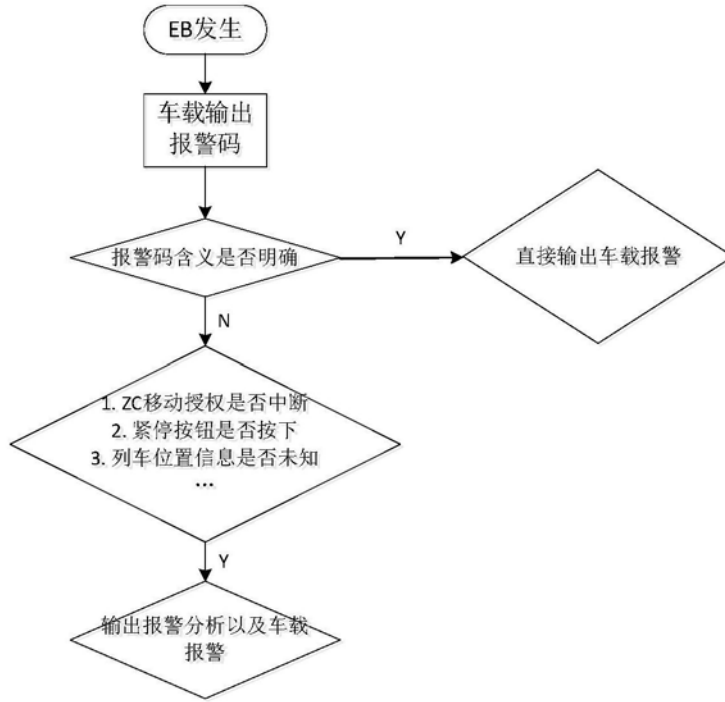 EB发生
车载输出
报警码
报警码含义是否明确
Y
直接输出车载报警
N
1. ZC移动授权是否中断
2. 紧停按钮是否按下
3. 列车位置信息是否未知
...
Y
输出报警分析以及车载
报警